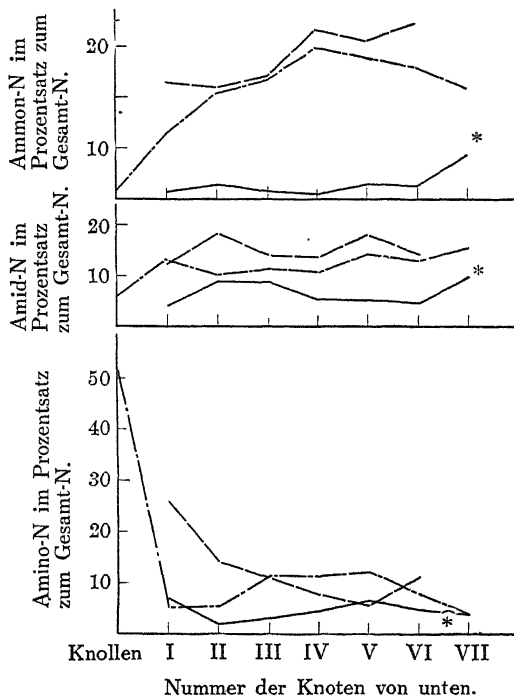 Ammon-N im
Prozentsatz zum
Gesamt-N.
20
10
*
Amid-N im
Prozentsatz
zum Gesamt-N.
20
10
*
Amino-N im Prozentsatz
zum Gesamt-N.
50
40
30
20
10
*
Knollen I II III IV V VI VII
Nummer der Knoten von unten.